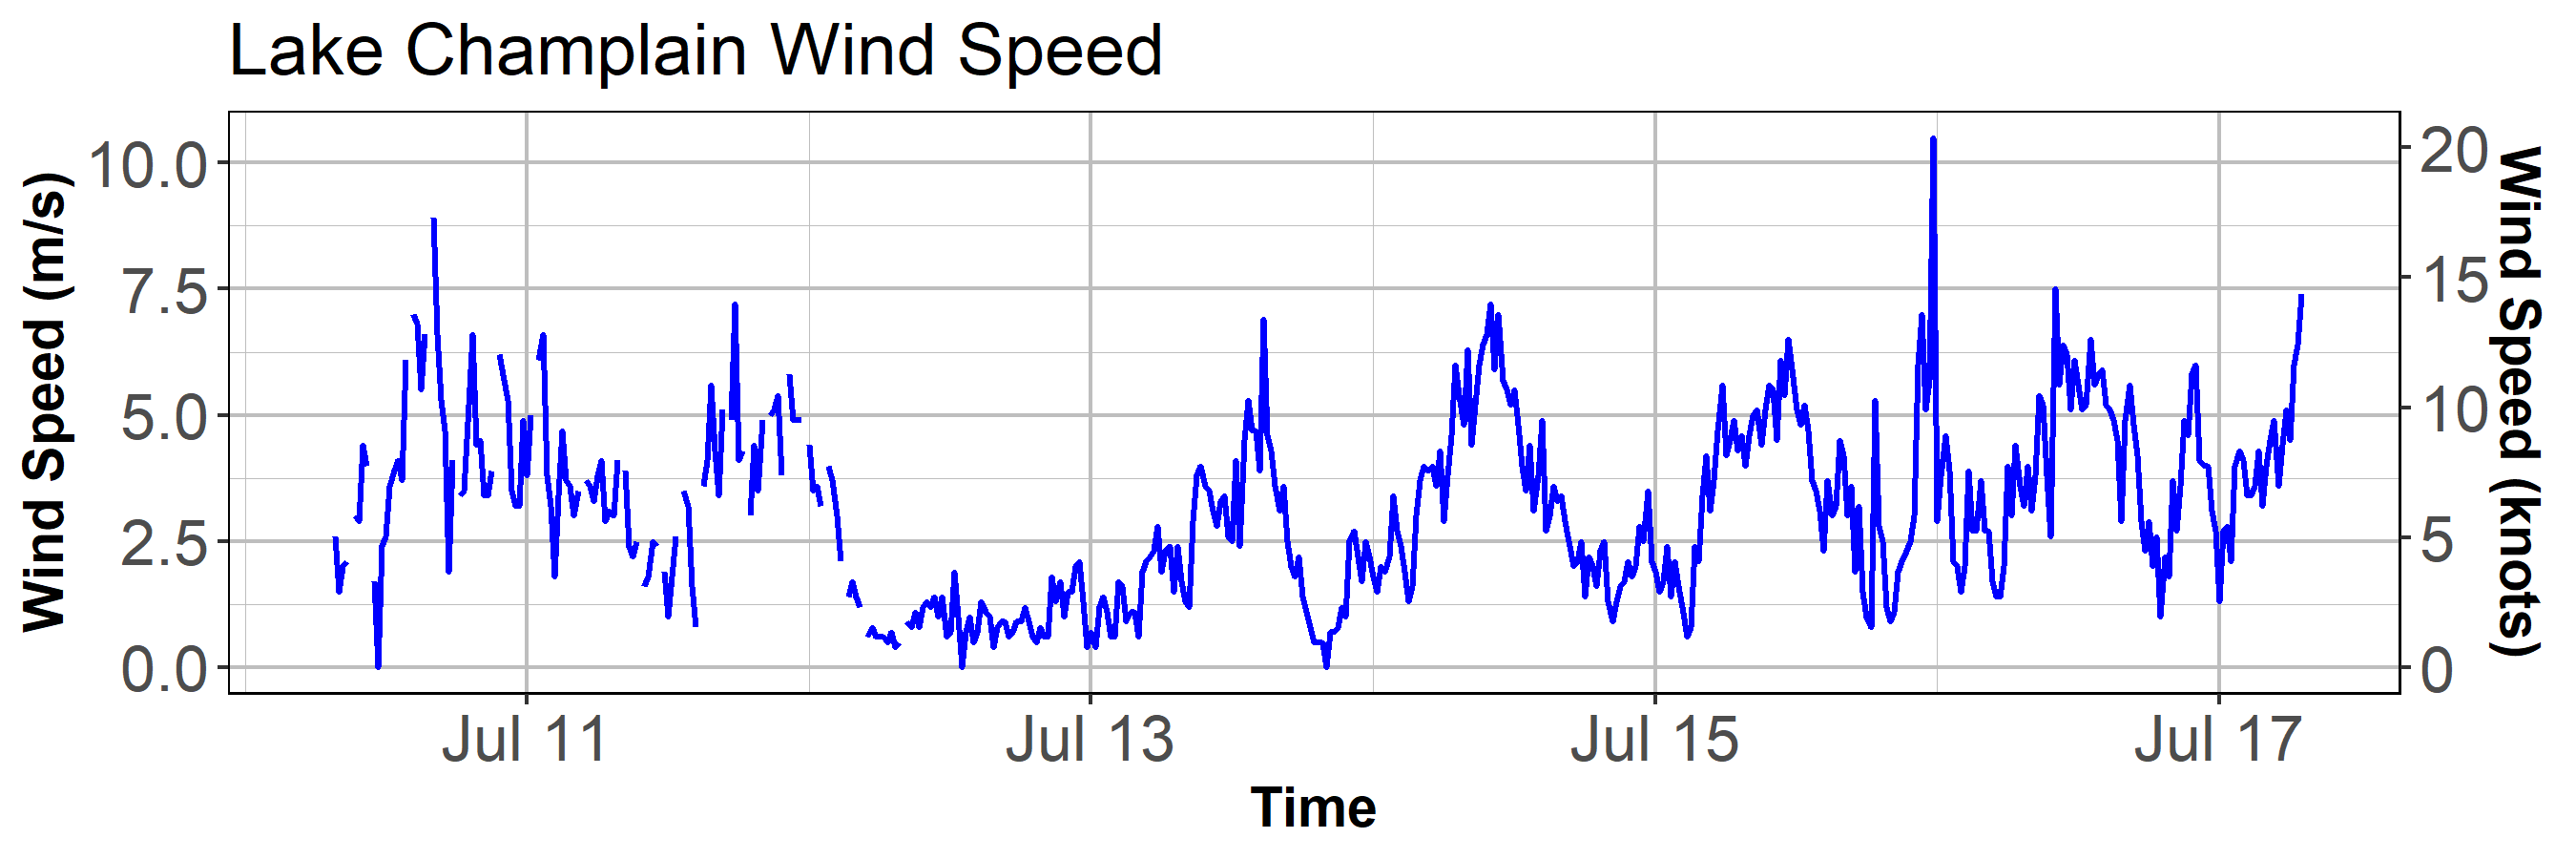 Lake Champlain Wind Speed
Wind Speed (m/s)
10.0
7.5
5.0
2.5
0.0
20
15
10
5
0
Wind Speed (knots)
Jul 11
Jul 13
Jul 15
Jul 17
Time